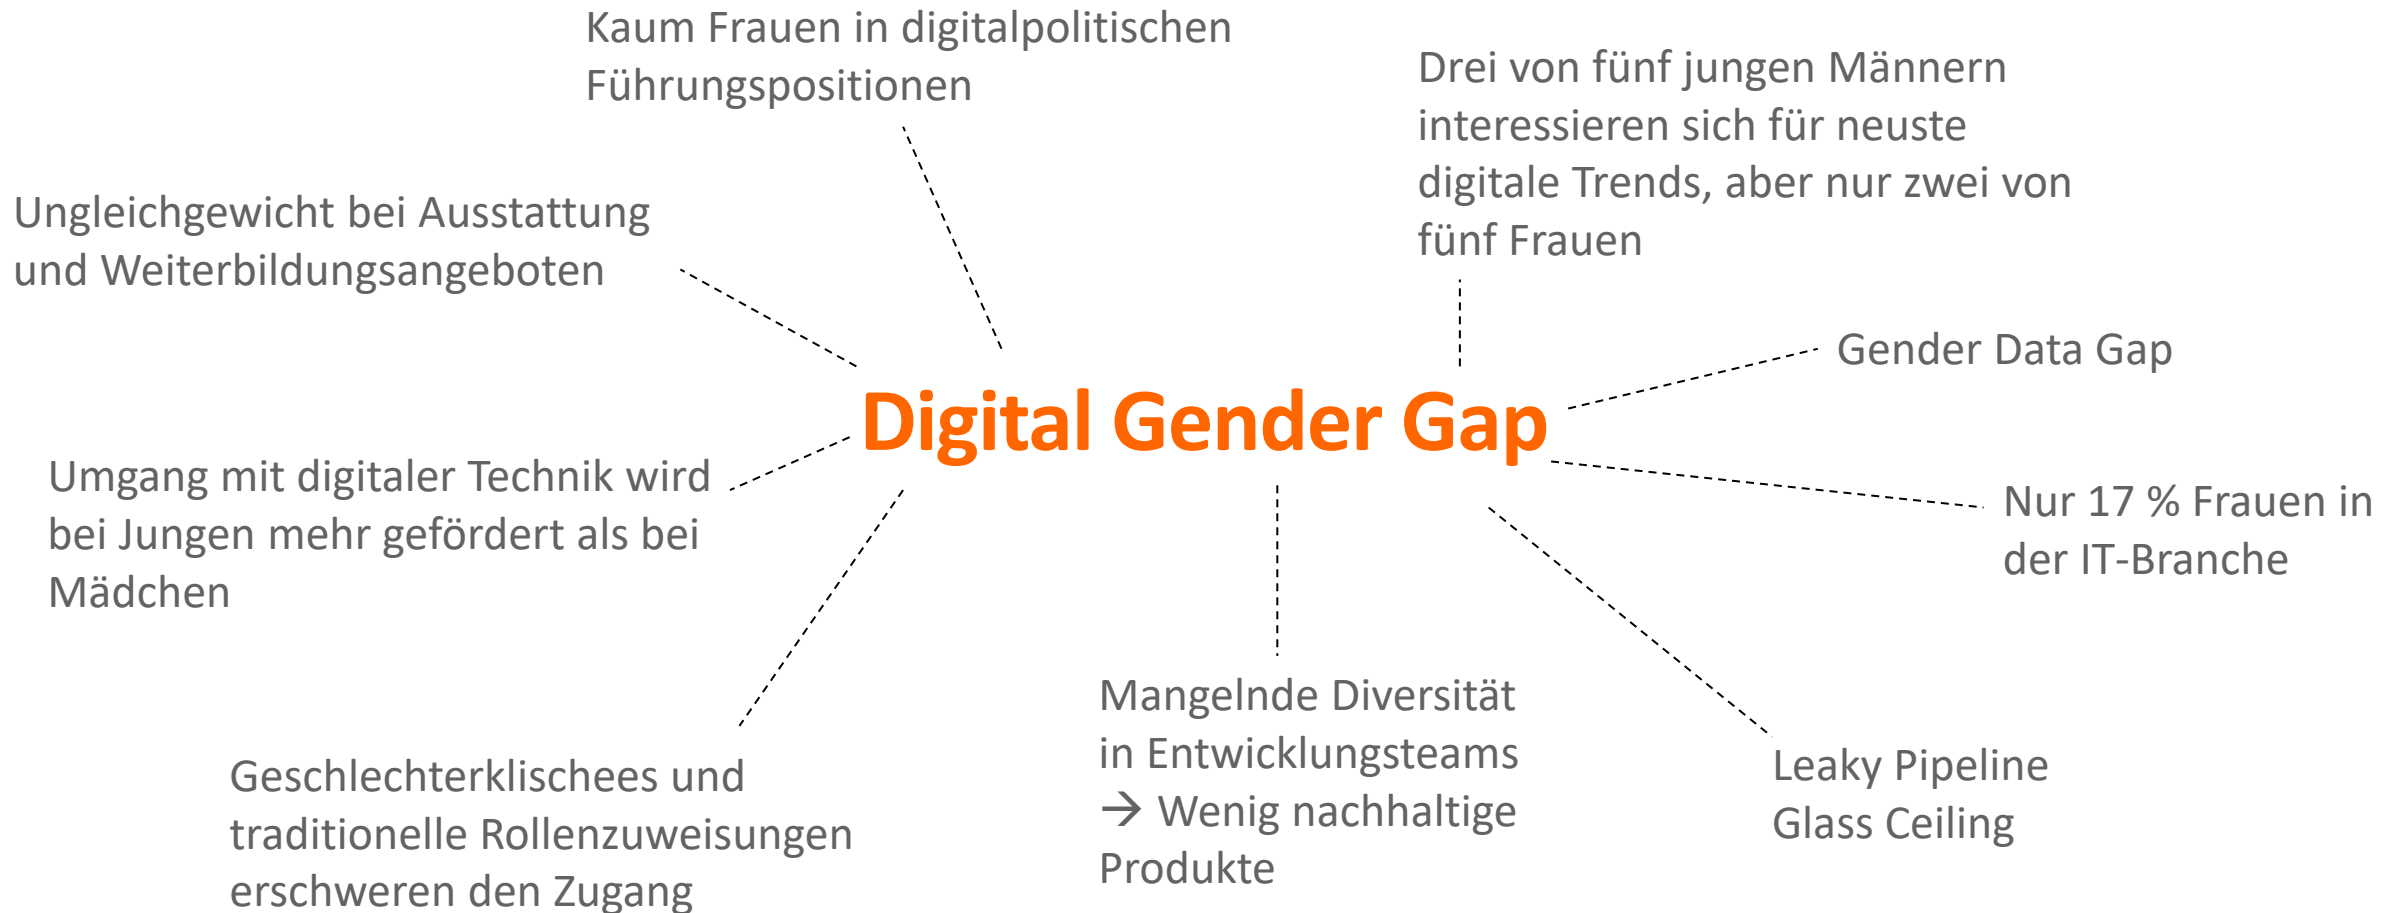 Kaum Frauen in digitalpolitischen
Führungspositionen
Drei von fünf jungen Männern
interessieren sich für neuste
digitale Trends, aber nur zwei von
fünf Frauen
Ungleichgewicht bei Ausstattung
und Weiterbildungsangeboten
Gender Data Gap
Digital Gender Gap
Umgang mit digitaler Technik wird
bei Jungen mehr gefördert als bei
Mädchen
Nur 17 % Frauen in
der IT-Branche
Geschlechterklischees und
traditionelle Rollenzuweisungen
erschweren den Zugang
Mangelnde Diversität
in Entwicklungsteams
→ Wenig nachhaltige
Produkte
Leaky Pipeline
Glass Ceiling